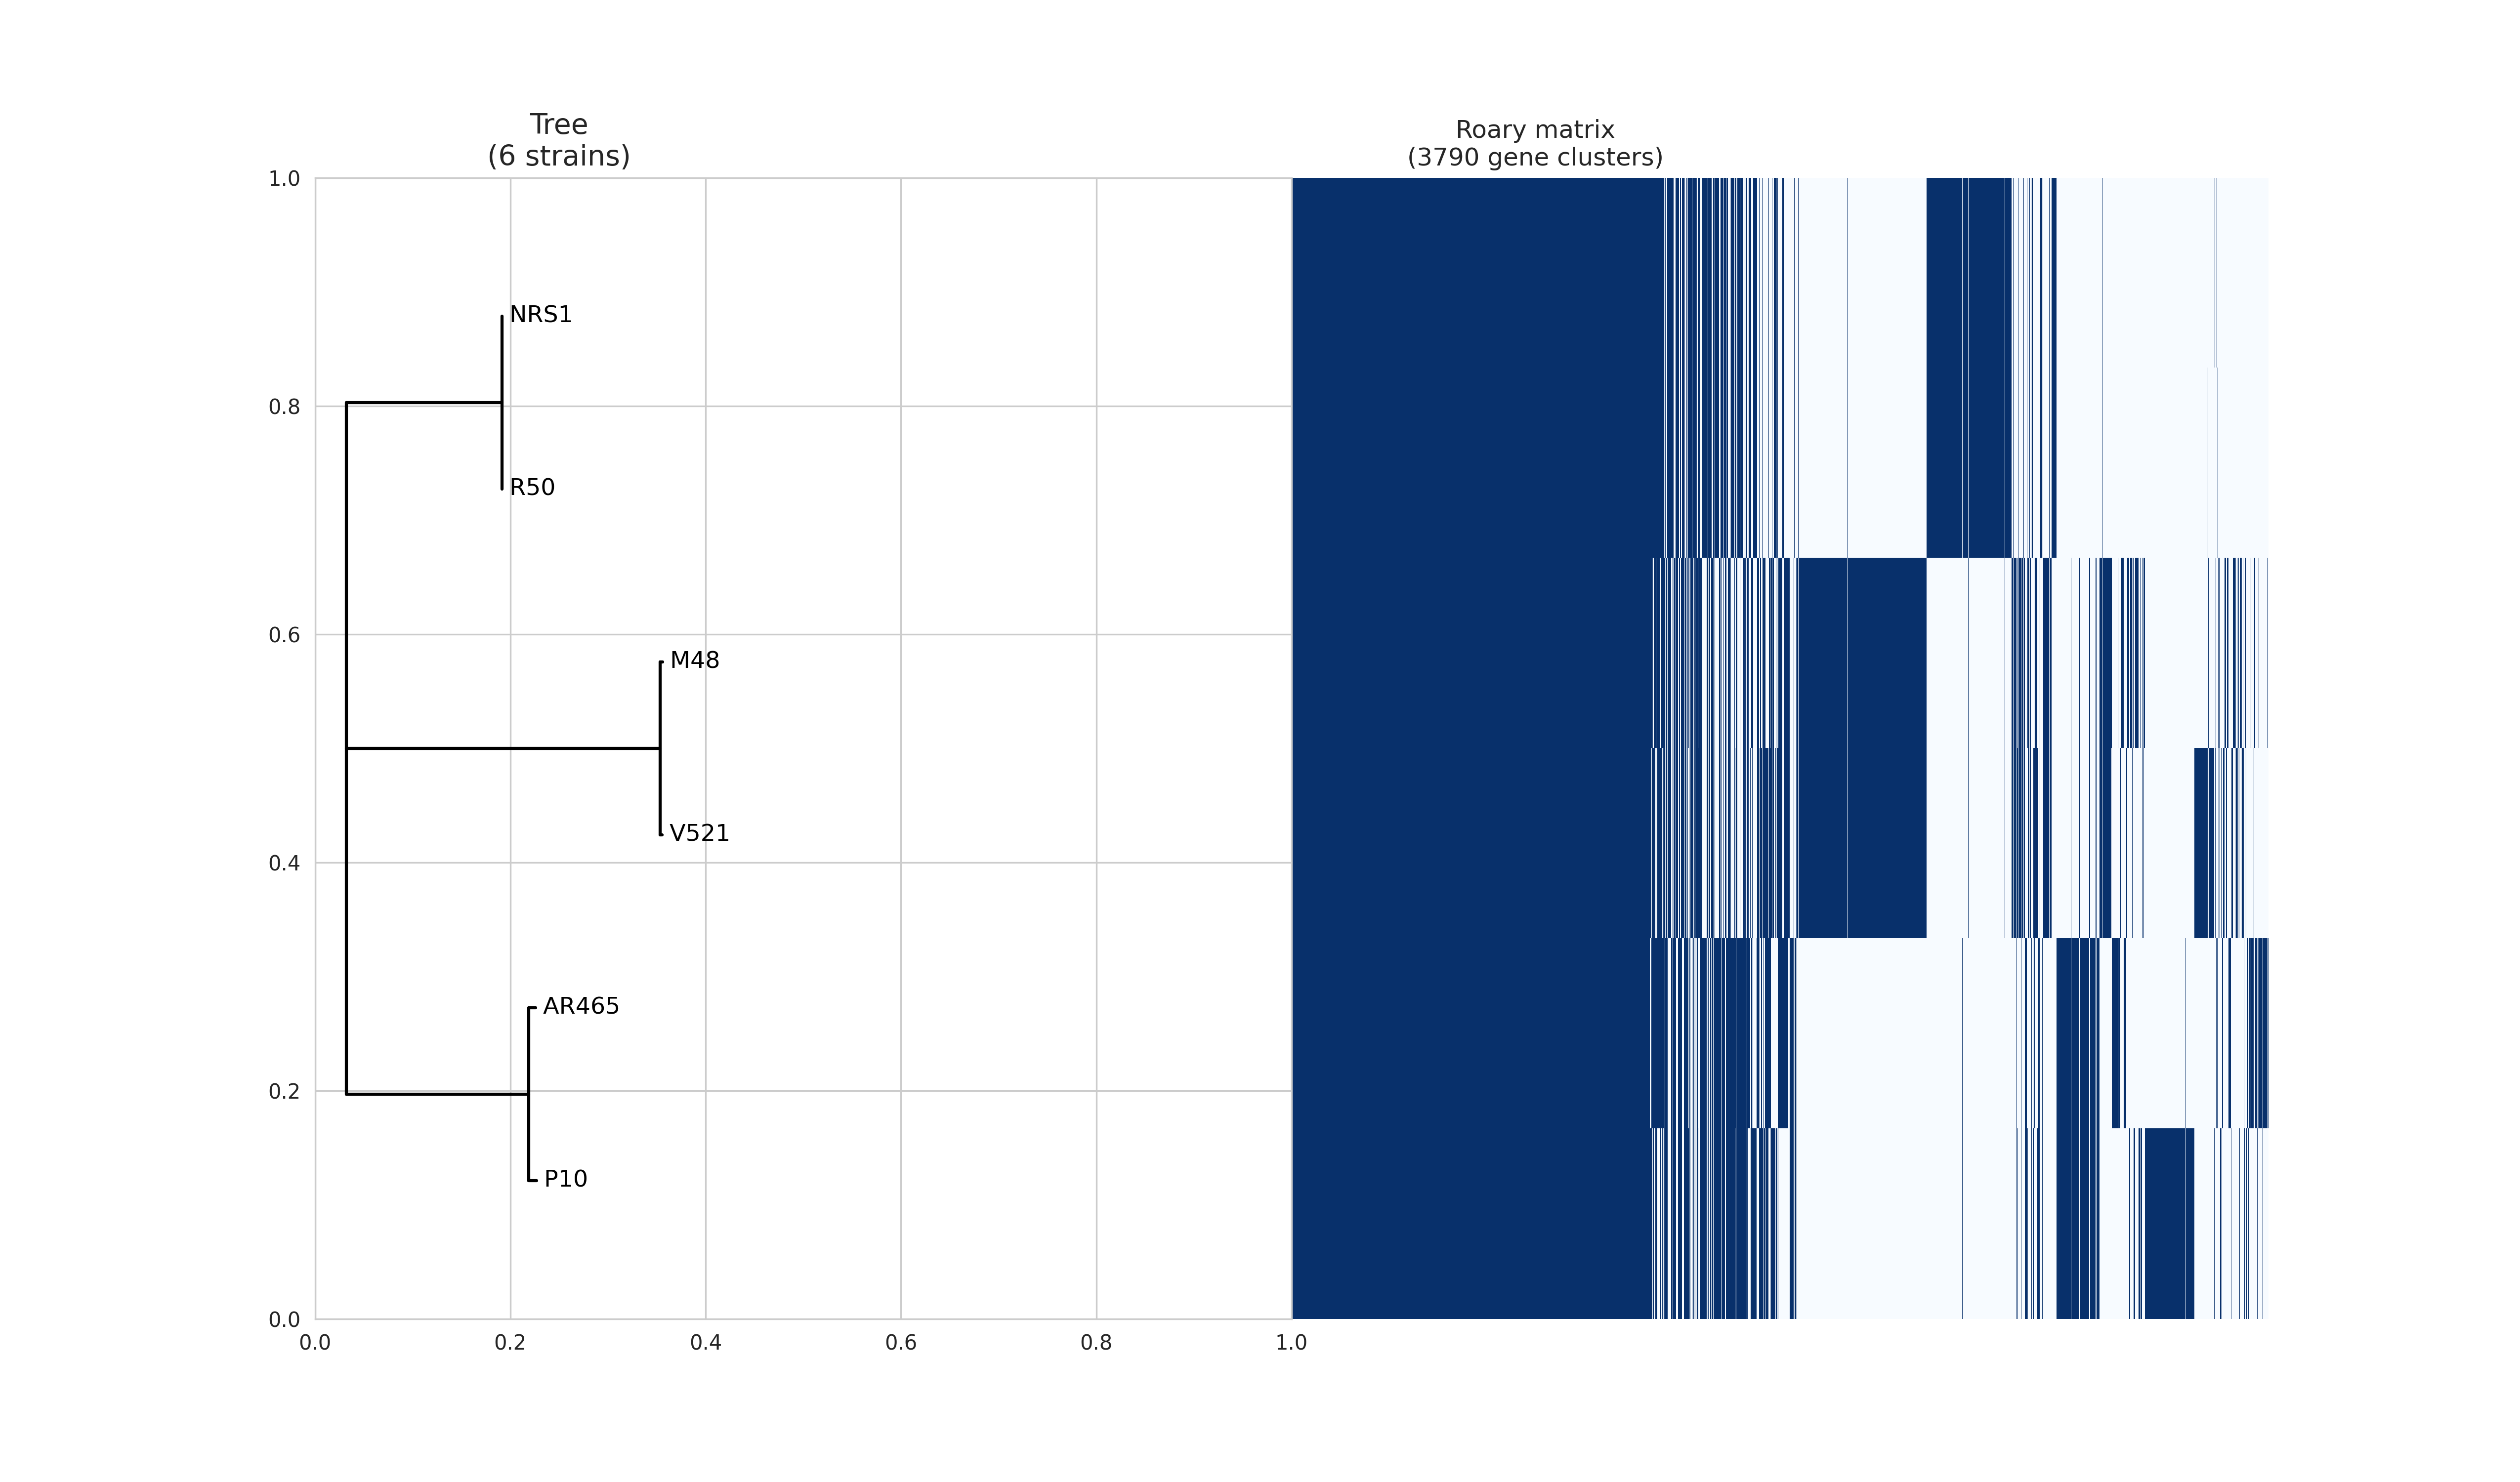 Tree
(6 strains)
Roary matrix
(3790 gene clusters)
1.0
NRS1
0.8
R50
M48
0.6
V521
0.4
AR465
0.2
P10
0.0
0.0 0.2 0.4 0.6 0.8 1.0